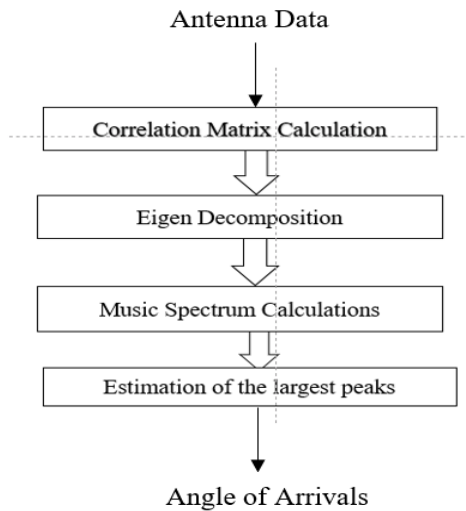 Antenna Data
Correlation Matrix Calculation
Eigen Decomposition
Music Spectrum Calculations
Estimation of the largest peaks
Angle of Arrivals